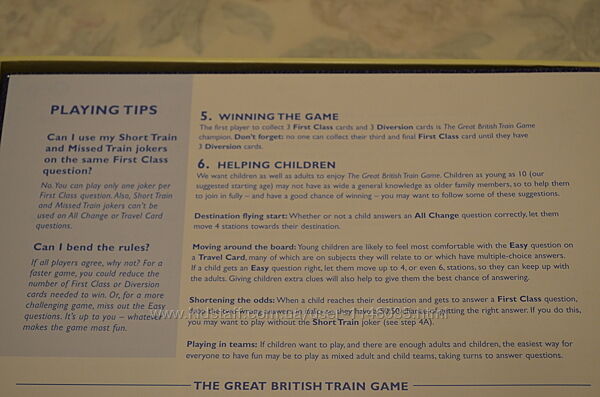 PLAYING TIPS
Can I use my Short Train
and Missed Train jokers
on the same First Class
question?
No. You can play only one joker per
First Class question. Also, Short Train
and Missed Train jokers can't be
used on All Change or Travel Card
questions.
Can I bend the rules?
If all players agree, why not? For a
faster game, you could reduce the
number of First Class or Diversion
cards needed to win. Or, for a more
challenging game, miss out the Easy
questions. It's up to you – whatever
makes the game most fun.
5. WINNING THE GAME
The first player to collect 3 First Class cards and 3 Diversion cards is The Great British Train Game
champion. Don't forget: no one can collect their third and final First Class card until they have
3 Diversion cards.
6. HELPING CHILDREN
We want children as well as adults to enjoy The Great British Train Game. Children as young as 10 (our
suggested starting age) may not have as wide a general knowledge as older family members, so to help them
to join in fully – and have a good chance of winning – you may want to follow some of these suggestions.
Destination flying start: Whether or not a child answers an All Change question correctly, let them
move 4 stations towards their destination.
Moving around the board: Young children are likely to feel most comfortable with the Easy question on
a Travel Card, many of which are on subjects they will relate to or which have multiple-choice answers.
If a child gets an Easy question right, let them move up to 4, or even 6, stations, so they can keep up with
the adults. Giving children extra clues will also help to give them the best chance of answering.
Shortening the odds: When a child reaches their destination and gets to answer a First Class question,
two wrong answers so they have a 50:50 chance of getting the right answer. If you do this,
you may want to play without the Short Train joker (see step 4A).
Playing in teams: If children want to play, and there are enough adults and children, the easiest way for
everyone to have fun may be to play as mixed adult and child teams, taking turns to answer questions.
THE GREAT BRITISH TRAIN GAME